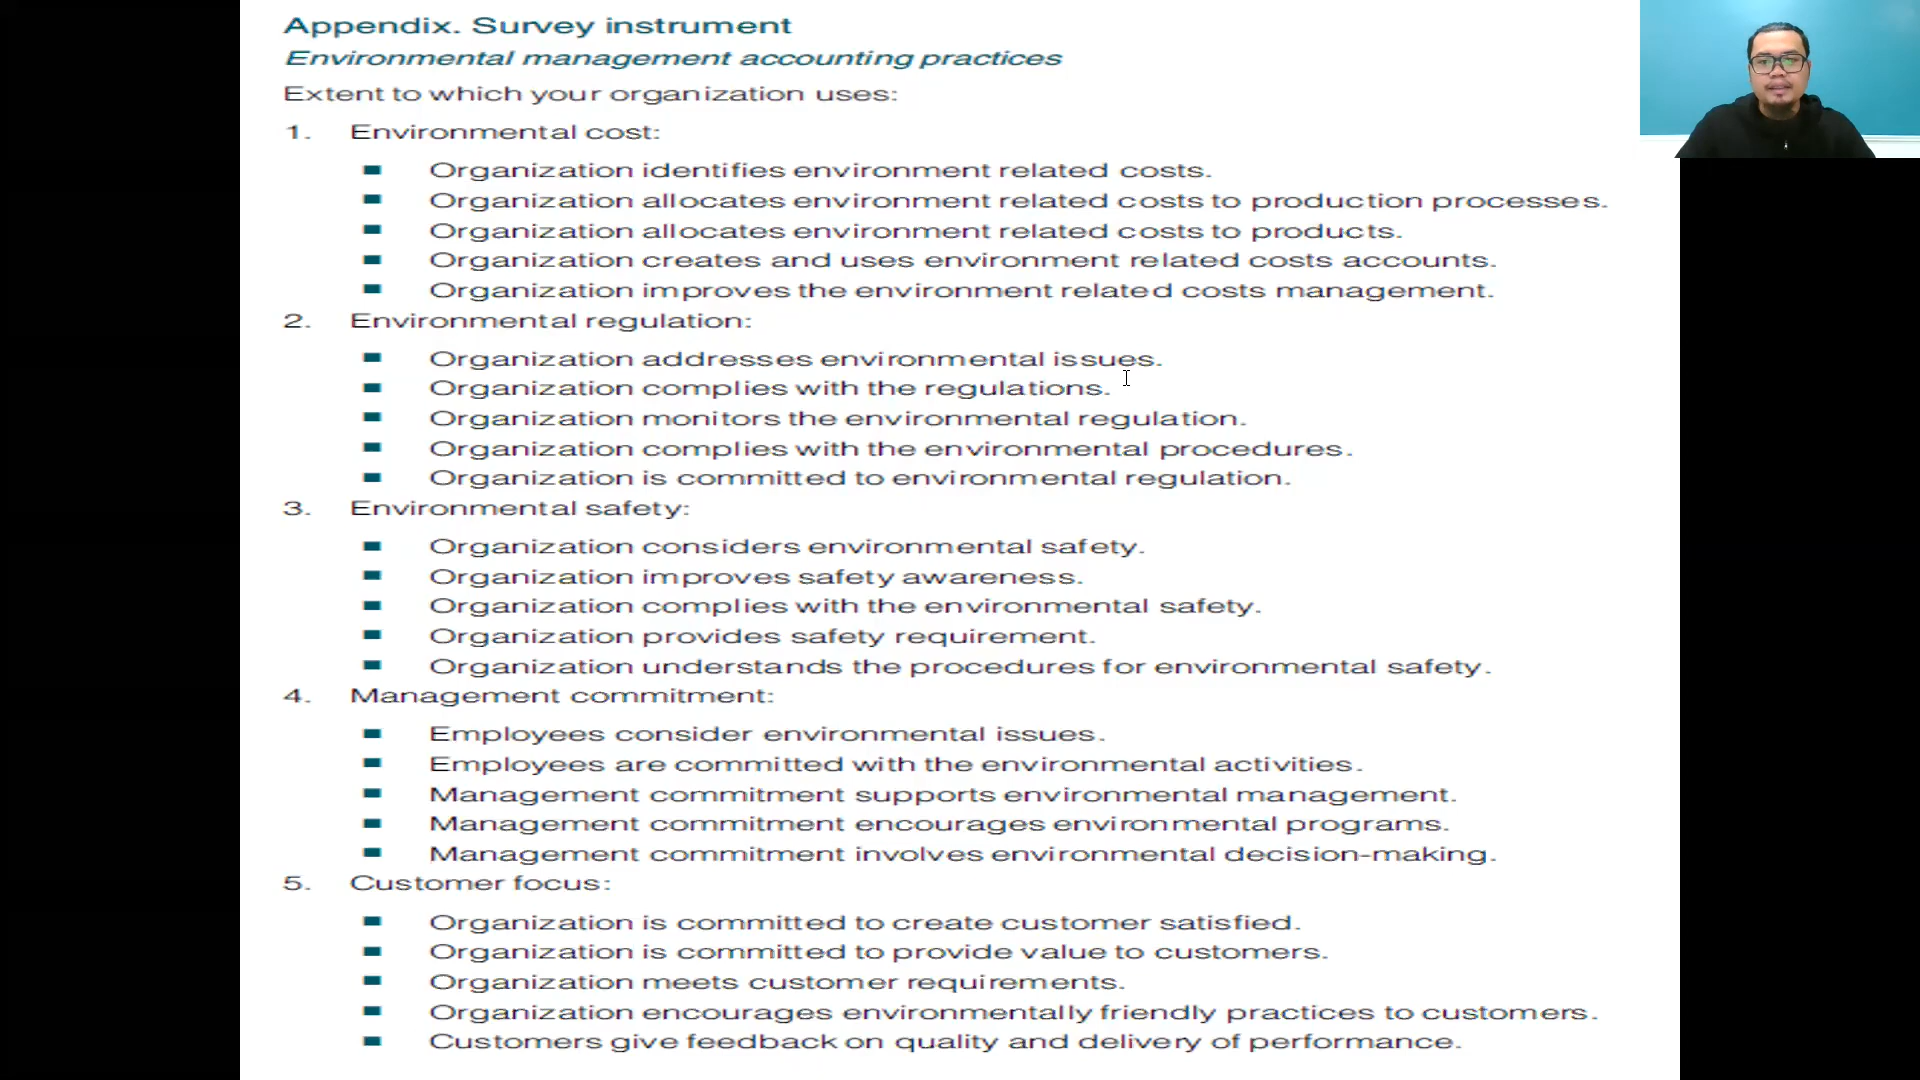 Appendix. Survey instrument
Environmental management accounting practices
Extent to which your organization uses:
1. Environmental cost:
■ Organization identifies environment related costs.
■ Organization allocates environment related costs to production processes.
■ Organization allocates environment related costs to products.
■ Organization creates and uses environment related costs accounts.
■ Organization improves the environment related costs management.
2. Environmental regulation:
■ Organization addresses environmental issues.
■ Organization complies with the regulations.
■ Organization monitors the environmental regulation.
■ Organization complies with the environmental procedures.
■ Organization is committed to environmental regulation.
3. Environmental safety:
■ Organization considers environmental safety.
■ Organization improves safety awareness.
■ Organization complies with the environmental safety.
■ Organization provides safety requirement.
■ Organization understands the procedures for environmental safety.
4. Management commitment:
■ Employees consider environmental issues.
■ Employees are committed with the environmental activities.
■ Management commitment supports environmental management.
■ Management commitment encourages environmental programs.
■ Management commitment involves environmental decision-making.
5. Customer focus:
■ Organization is committed to create customer satisfied.
■ Organization is committed to provide value to customers.
■ Organization meets customer requirements.
■ Organization encourages environmentally friendly practices to customers.
■ Customers give feedback on quality and delivery of performance.